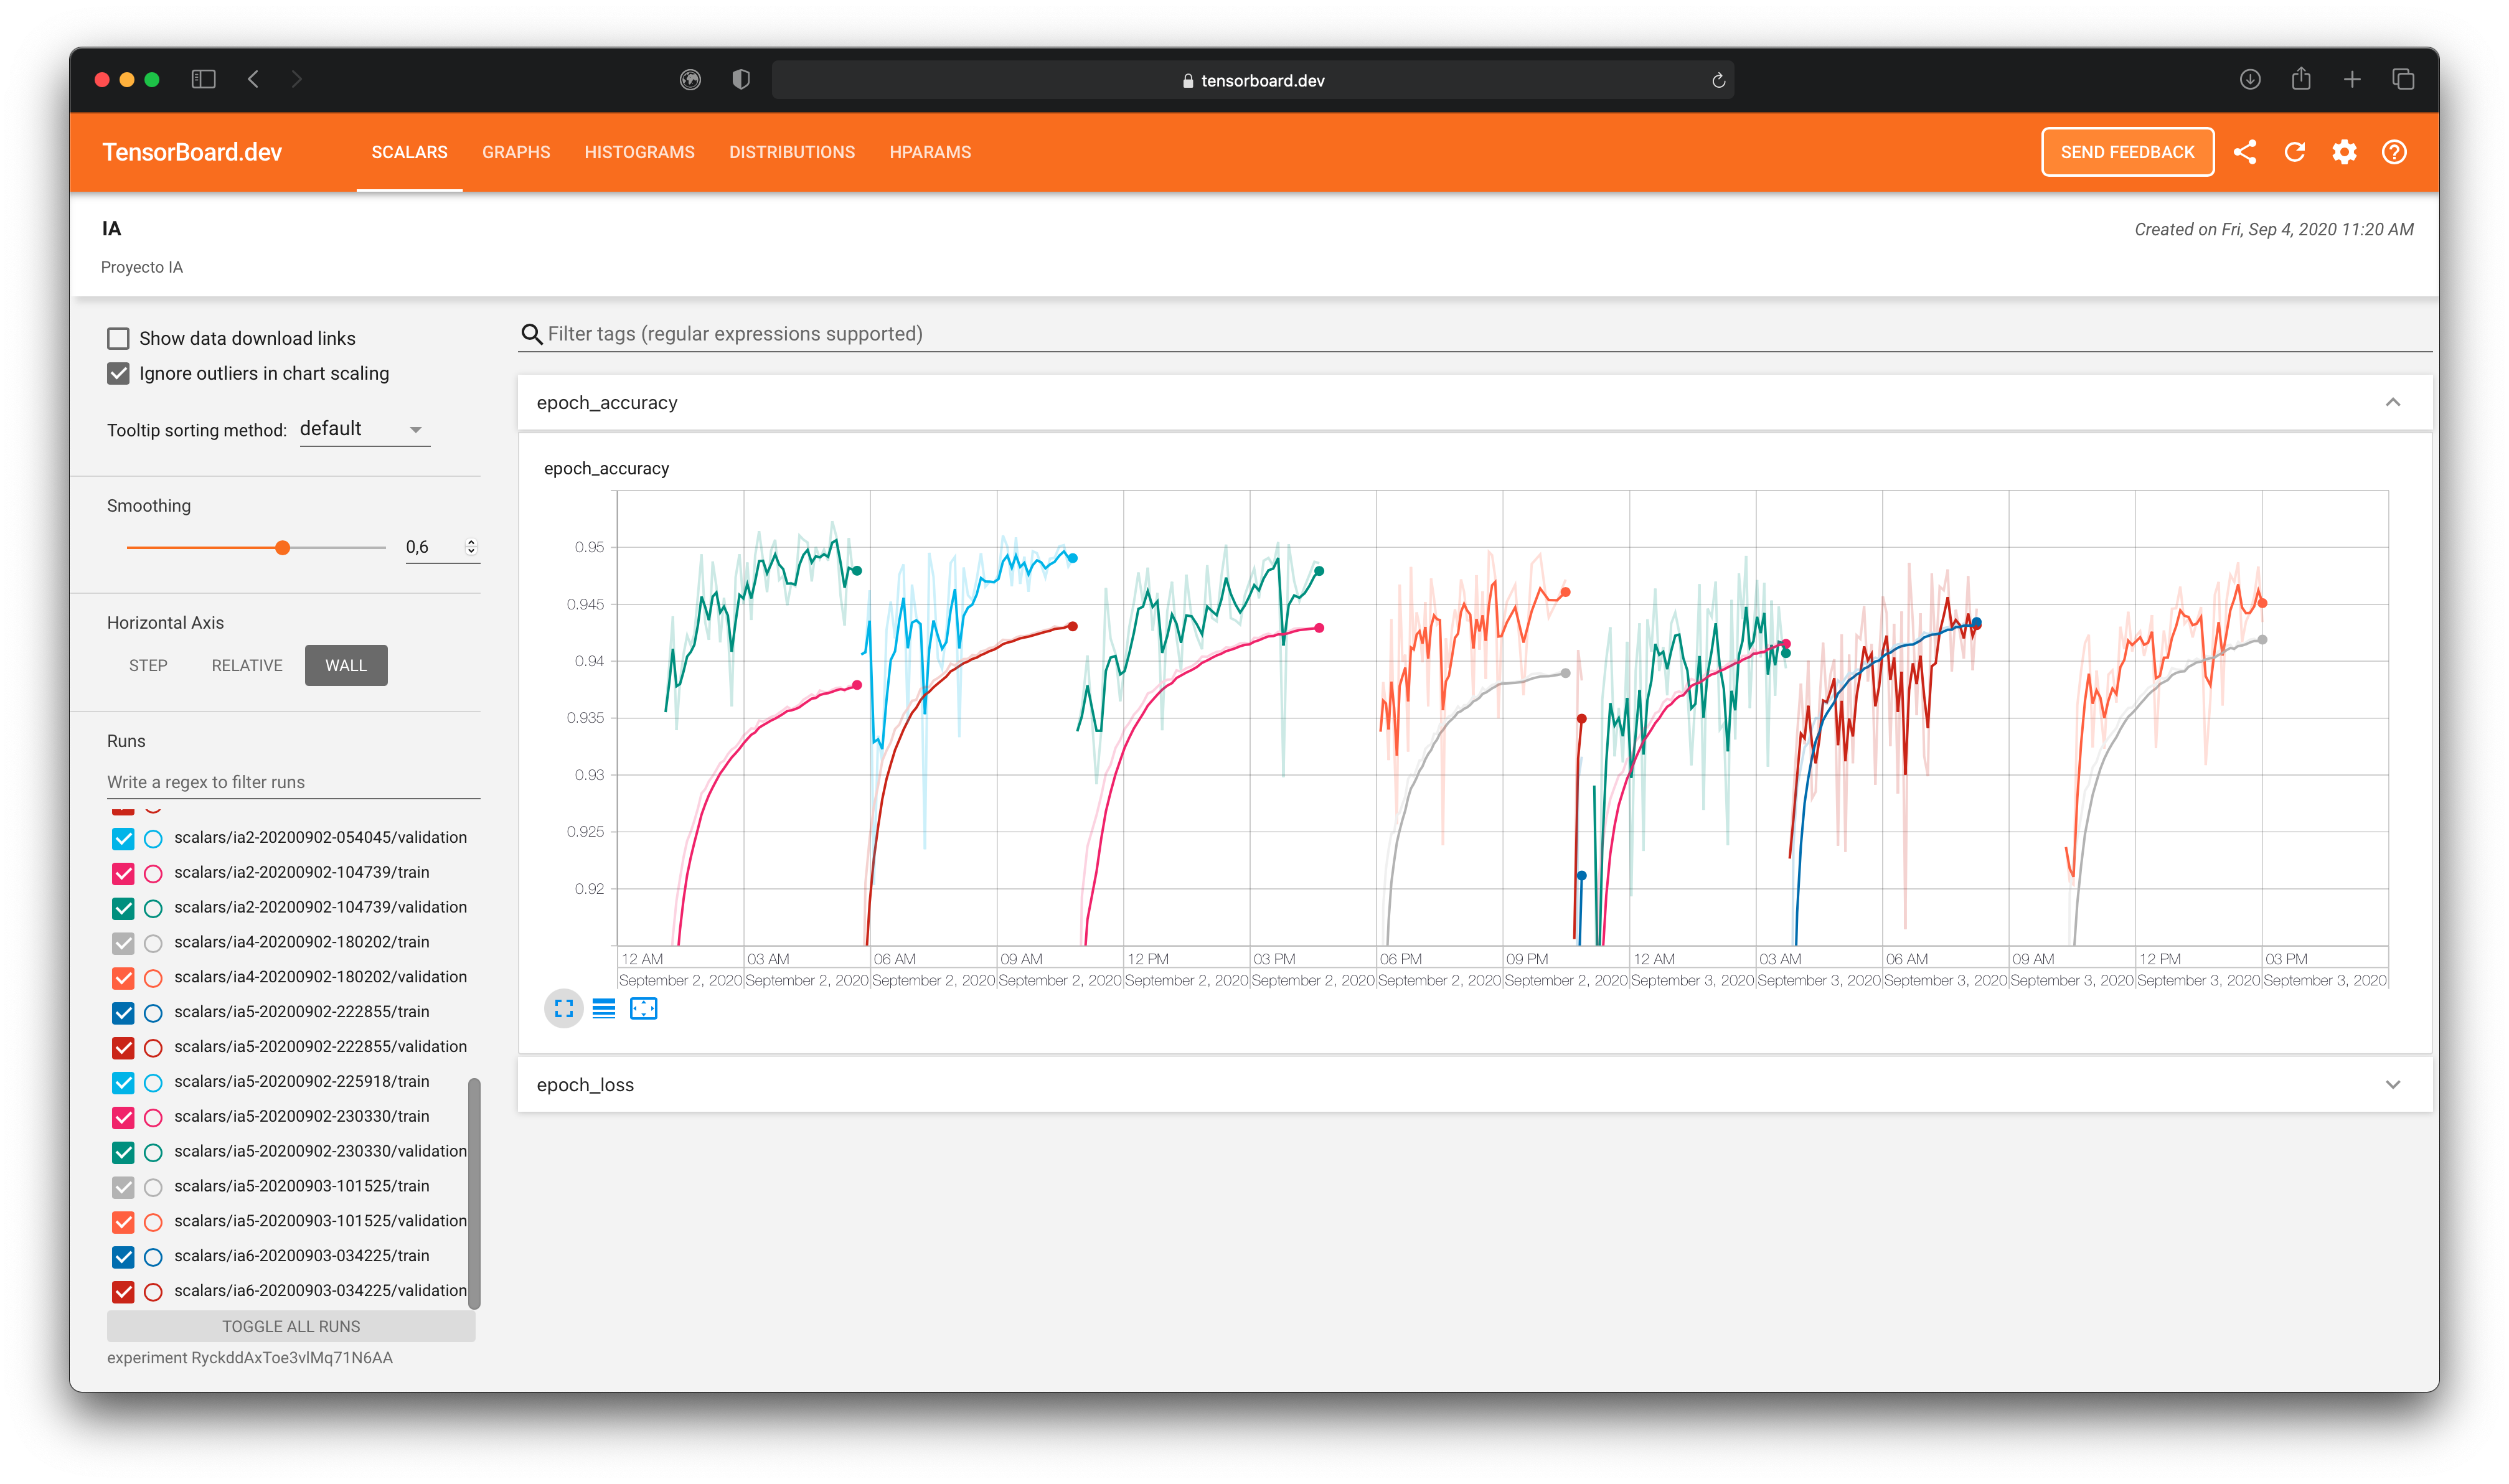 tensorboard.dev
TensorBoard.dev SCALARS GRAPHS HISTOGRAMS DISTRIBUTIONS HPARAMS SEND FEEDBACK
IA
Created on Fri, Sep 4, 2020 11:20 AM
Proyecto IA
Show data download links
Ignore outliers in chart scaling
Tooltip sorting method: default
Smoothing
0,6
Horizontal Axis
STEP RELATIVE WALL
Runs
Write a regex to filter runs
scalars/ia2-20200902-054045/validation
scalars/ia2-20200902-104739/train
scalars/ia2-20200902-104739/validation
scalars/ia4-20200902-180202/train
scalars/ia4-20200902-180202/validation
scalars/ia5-20200902-222855/train
scalars/ia5-20200902-222855/validation
scalars/ia5-20200902-225918/train
scalars/ia5-20200902-230330/train
scalars/ia5-20200902-230330/validation
scalars/ia5-20200903-101525/train
scalars/ia5-20200903-101525/validation
scalars/ia6-20200903-034225/train
scalars/ia6-20200903-034225/validation
TOGGLE ALL RUNS
experiment RyckddAxToe3vlMq71N6AA
Filter tags (regular expressions supported)
epoch_accuracy
epoch_accuracy
0.95
0.945
0.94
0.935
0.93
0.925
0.92
12 AM 03 AM 06 AM 09 AM 12 PM 03 PM 06 PM 09 PM 12 AM 03 AM 06 AM 09 AM 12 PM 03 PM
September 2, 2020 September 2, 2020 September 2, 2020 September 2, 2020 September 2, 2020 September 2, 2020 September 2, 2020 September 2, 2020 September 3, 2020 September 3, 2020 September 3, 2020 September 3, 2020 September 3, 2020 September 3, 2020
epoch_loss